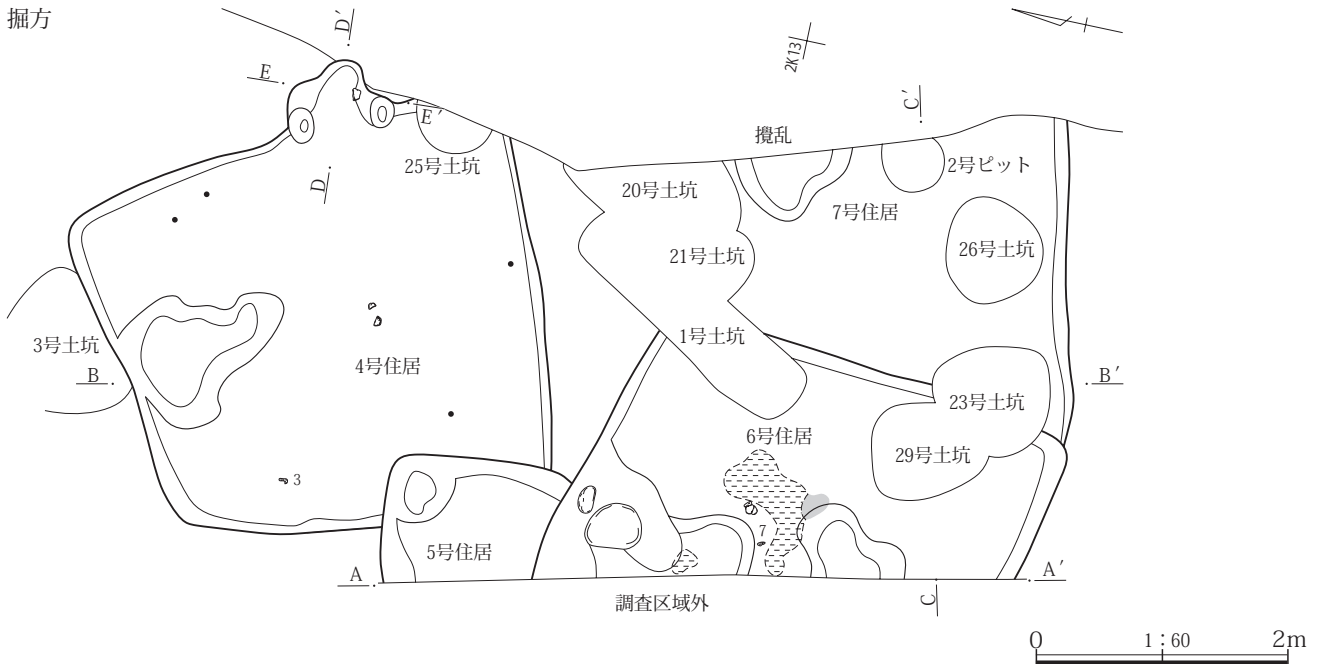 掘方
D′
E
2K13
C′
E′
攪乱
25号土坑
2号ピット
D
20号土坑
7号住居
21号土坑
26号土坑
3号土坑
1号土坑
4号住居
B
B′
23号土坑
6号住居
29号土坑
3
7
5号住居
A
A′
調査区域外
C
0 1：60 2m